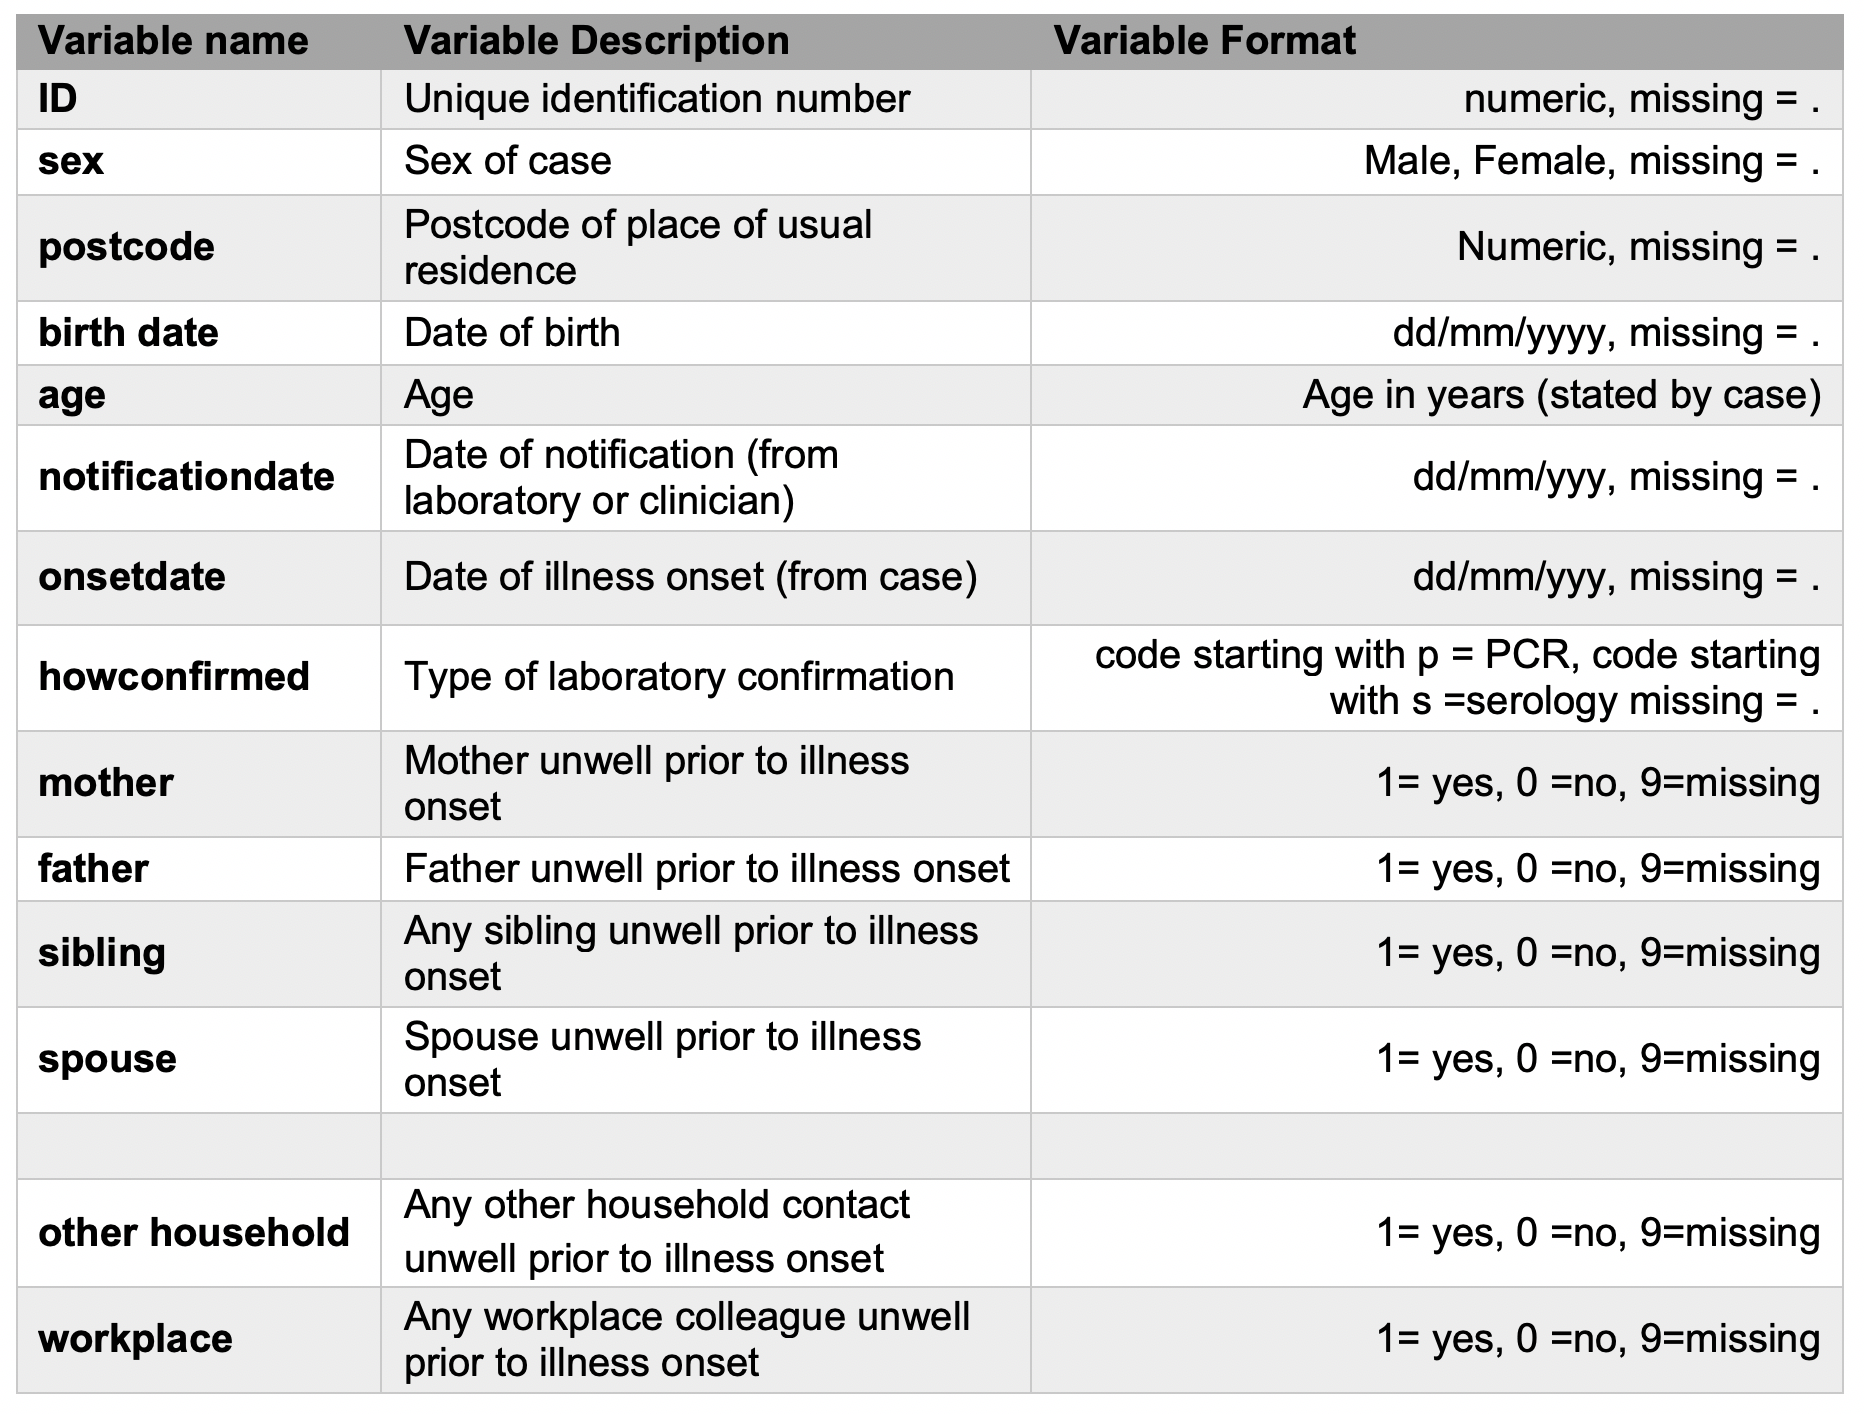 Variable name Variable Description Variable Format
ID Unique identification number numeric, missing = .
sex Sex of case Male, Female, missing = .
postcode Postcode of place of usual
residence Numeric, missing = .
birth date Date of birth dd/mm/yyyy, missing = .
age Age Age in years (stated by case)
notificationdate Date of notification (from
laboratory or clinician) dd/mm/yyy, missing = .
onsetdate Date of illness onset (from case) dd/mm/yyy, missing = .
howconfirmed Type of laboratory confirmation code starting with p = PCR, code starting
with s =serology missing = .
mother Mother unwell prior to illness
onset 1= yes, 0 =no, 9=missing
father Father unwell prior to illness onset 1= yes, 0 =no, 9=missing
sibling Any sibling unwell prior to illness
onset 1= yes, 0 =no, 9=missing
spouse Spouse unwell prior to illness
onset 1= yes, 0 =no, 9=missing
other household Any other household contact
unwell prior to illness onset 1= yes, 0 =no, 9=missing
workplace Any workplace colleague unwell
prior to illness onset 1= yes, 0 =no, 9=missing